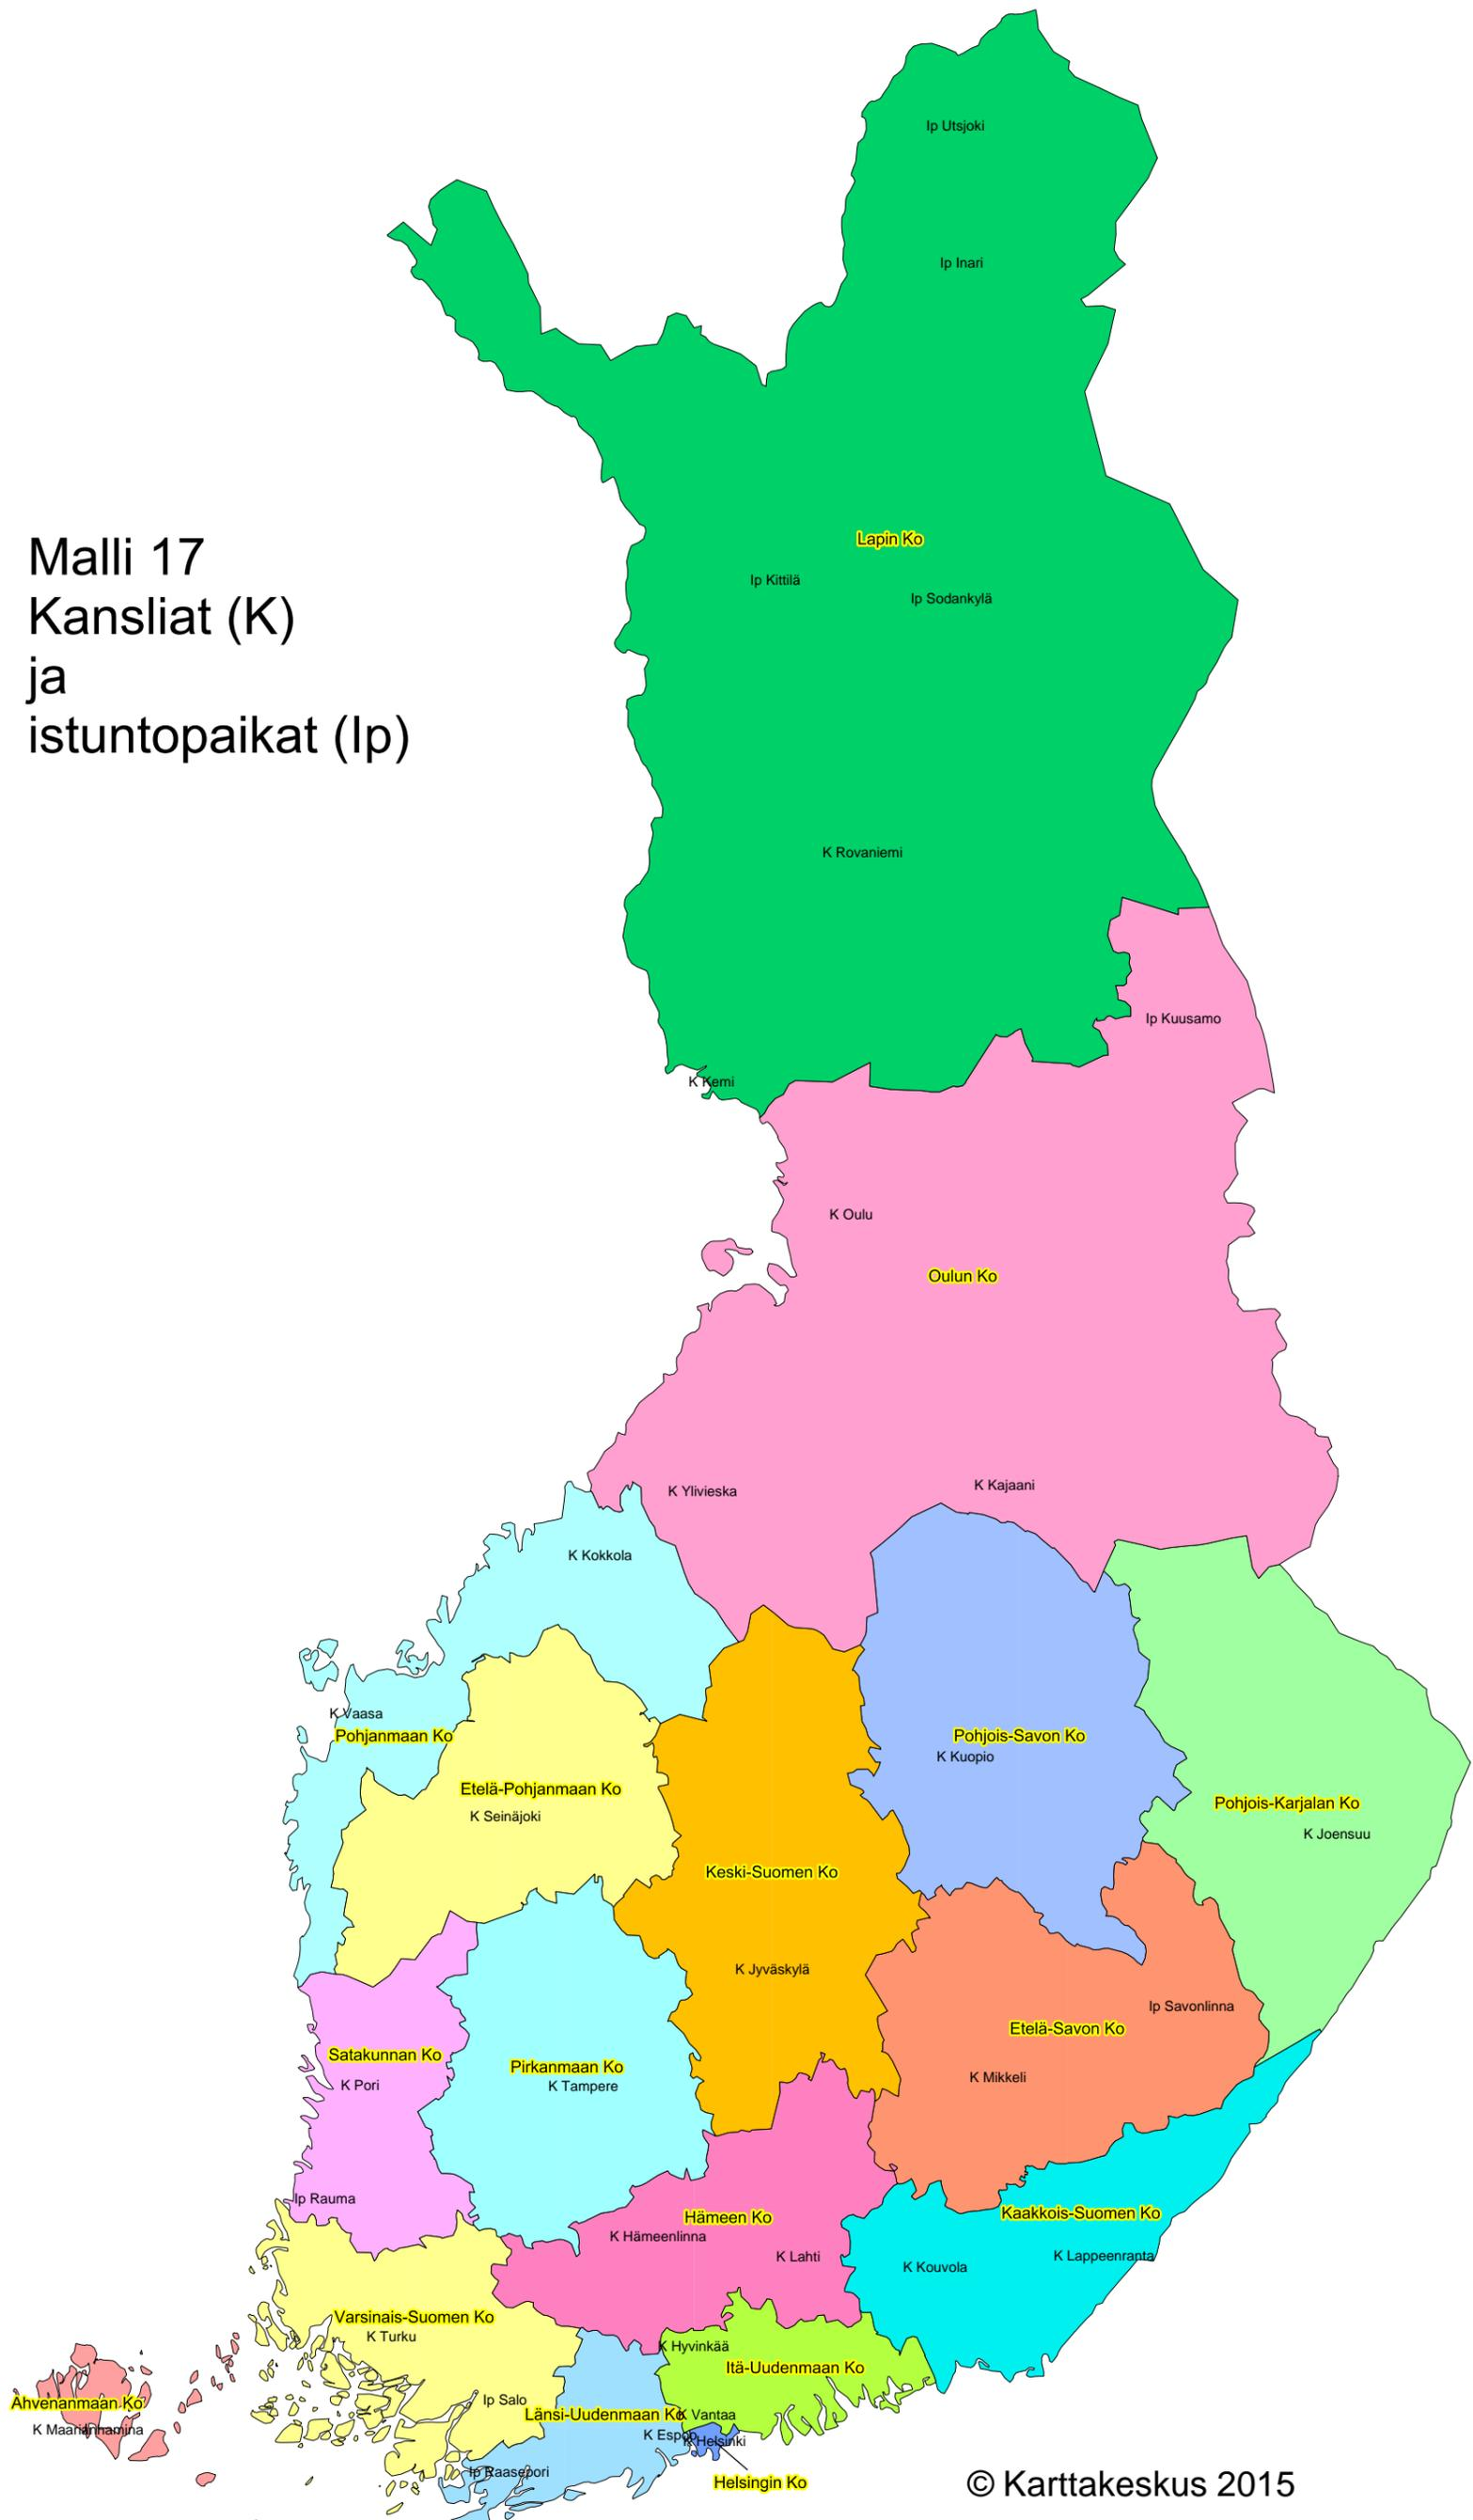 Ip Utsjoki
Ip Inari
Malli 17
Kansliat (K)
ja
istuntopaikat (Ip)
Lapin Ko
Ip Kittilä
Ip Sodankylä
K Rovaniemi
Ip Kuusamo
K Kemi
K Oulu
Oulun Ko
K Ylivieska
K Kajaani
K Kokkola
K Vaasa
Pohjanmaan Ko
Pohjois-Savon Ko
K Kuopio
Etelä-Pohjanmaan Ko
K Seinäjoki
Pohjois-Karjalan Ko
K Joensuu
Keski-Suomen Ko
K Jyväskylä
Ip Savonlinna
Etelä-Savon Ko
K Mikkeli
Satakunnan Ko
K Pori
Pirkanmaan Ko
K Tampere
Ip Rauma
Hämeen Ko
K Hämeenlinna
K Lahti
Kaakkois-Suomen Ko
K Lappeenranta
K Kouvola
Varsinais-Suomen Ko
K Turku
K Hyvinkää
Itä-Uudenmaan Ko
Ahvenanmaan Ko
K Maarianhamina
Ip Salo
Länsi-Uudenmaan Ko
K Vantaa
K Espoo
K Helsinki
Ip Raasepori
Helsingin Ko
© Karttakeskus 2015